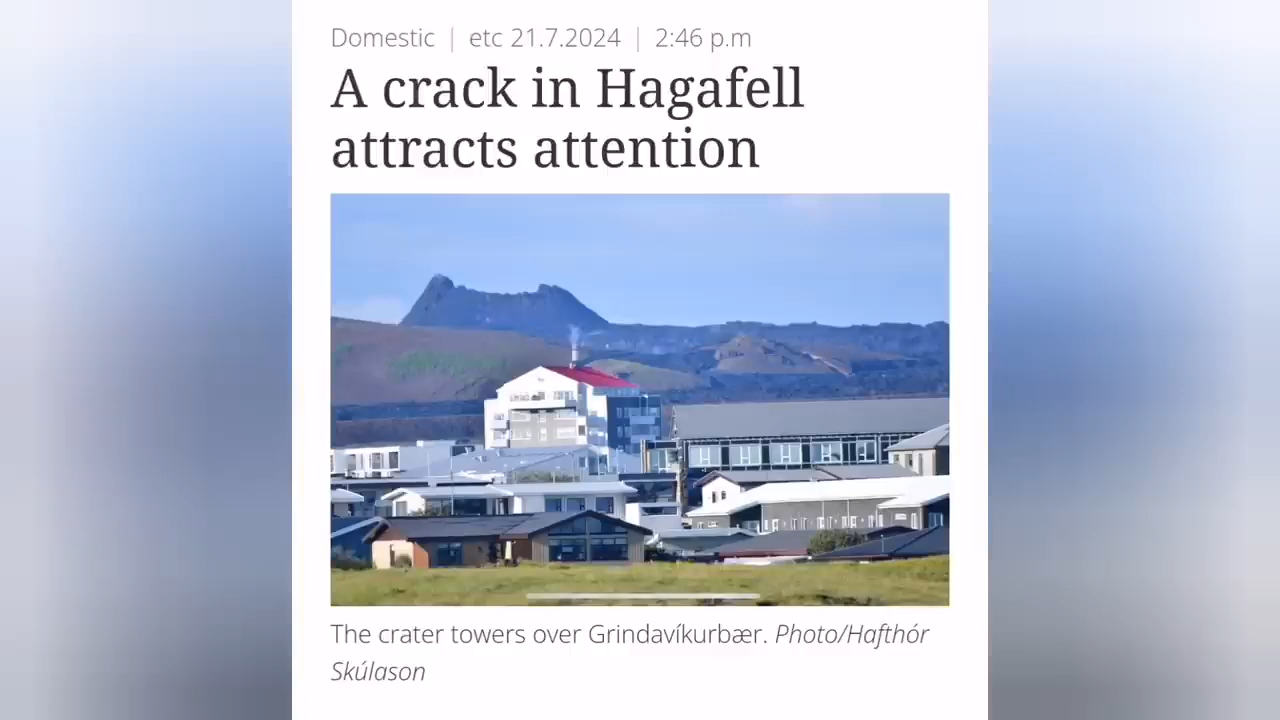 Domestic | etc 21.7.2024 | 2:46 p.m
A crack in Hagafell
attracts attention
The crater towers over Grindavíkurbær. Photo/Hafthór
Skúlason